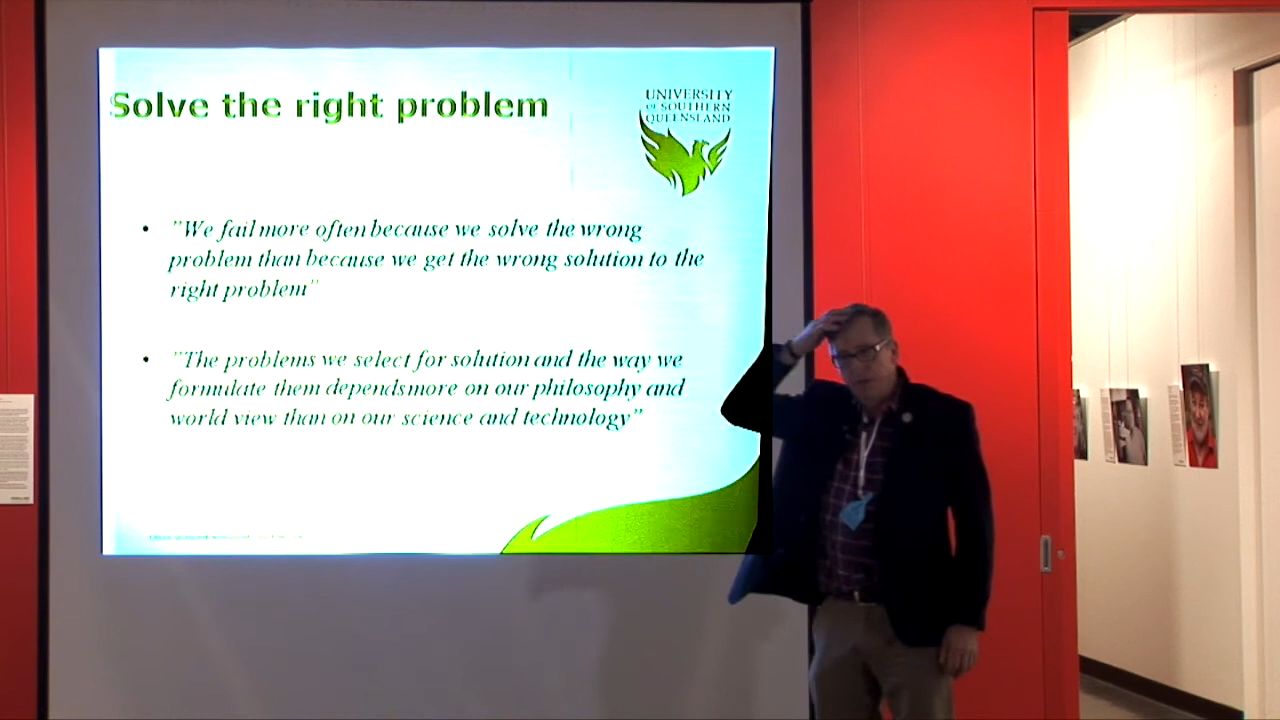 Solve the right problem
UNIVERSITY
OF SOUTHERN
QUEENSLAND
• "We fail more often because we solve the wrong
problem than because we get the wrong solution to the
right problem"
• "The problems we select for solution and the way we
formulate them depends more on our philosophy and
world view than on our science and technology"